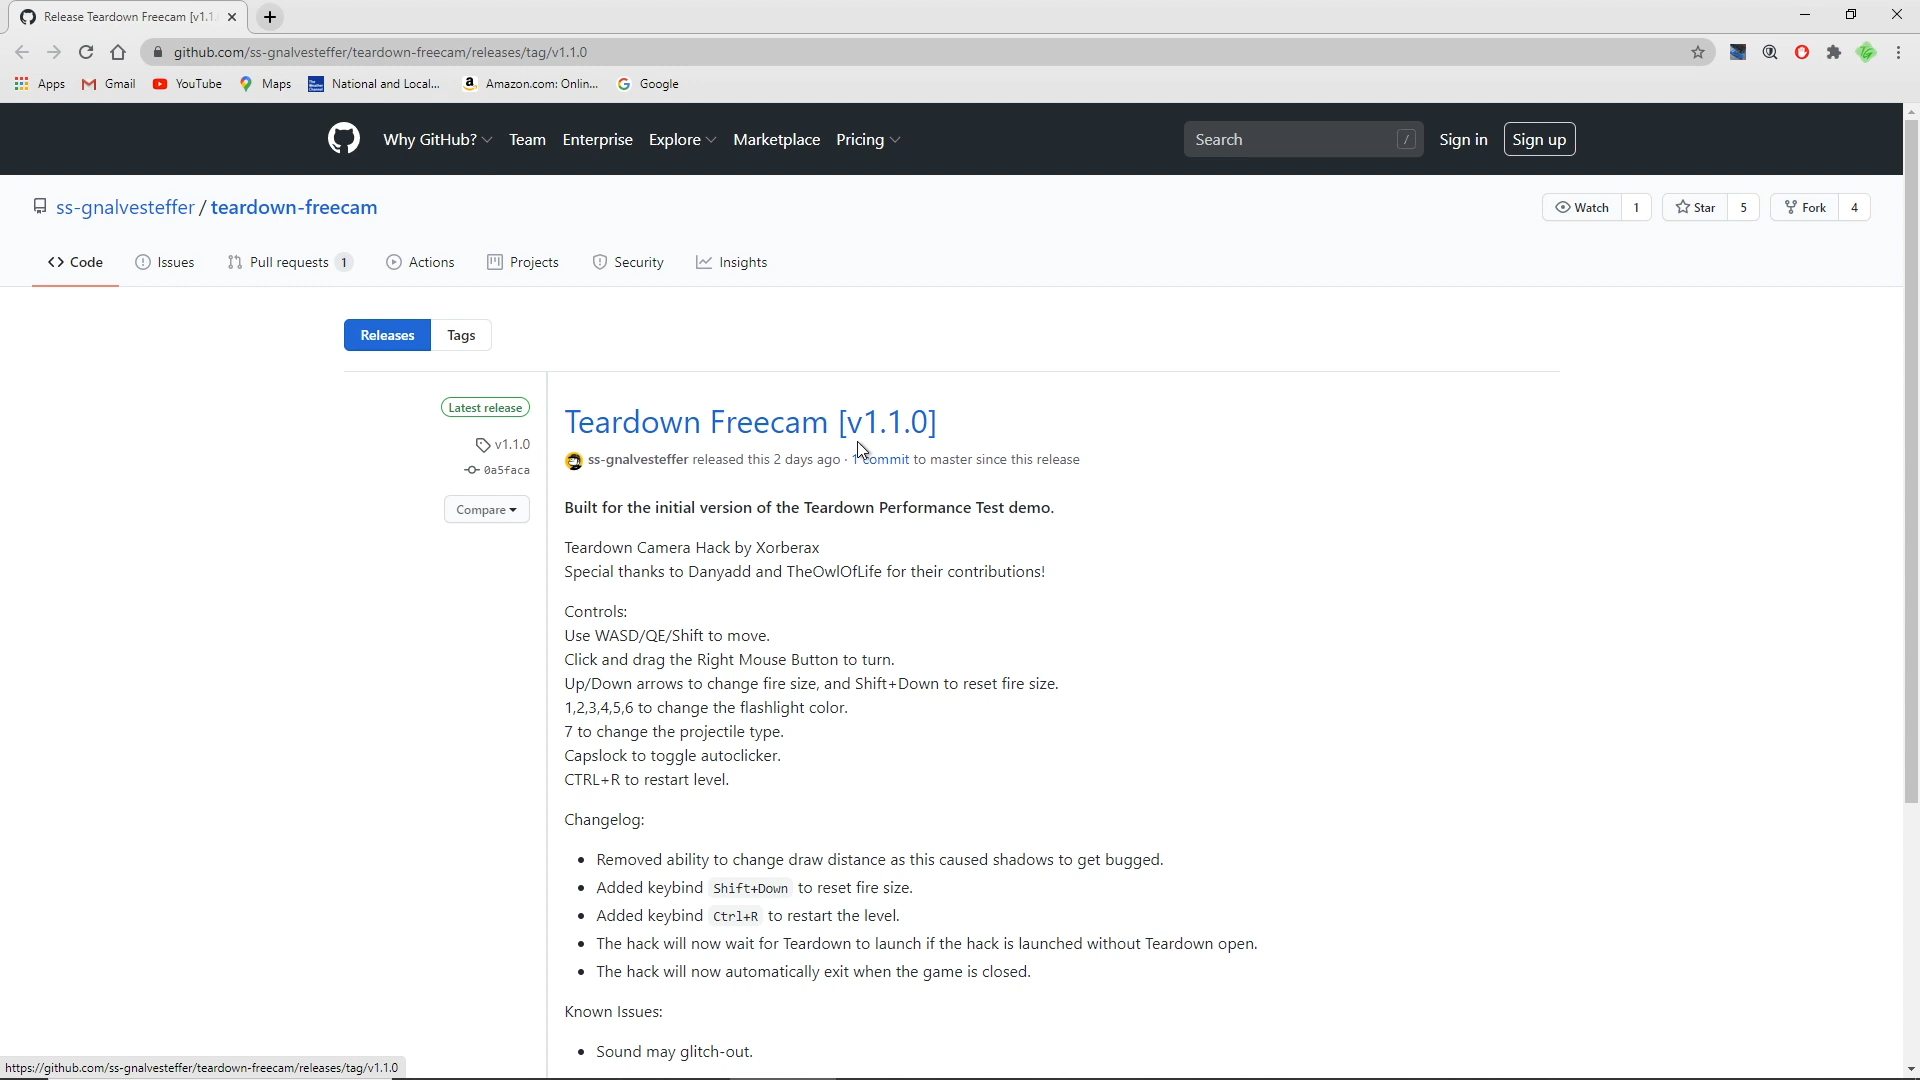 Release Teardown Freecam [v1.1.
github.com/ss-gnalvesteffer/teardown-freecam/releases/tag/v1.1.0
Apps Gmail YouTube Maps National and Local... Amazon.com: Onlin... Google
Why GitHub? Team Enterprise Explore Marketplace Pricing Search / Sign in Sign up
ss-gnalvesteffer / teardown-freecam Watch 1 Star 5 Fork 4
<> Code Issues Pull requests 1 Actions Projects Security Insights
Releases Tags
Latest release
v1.1.0
0a5faca
Compare
Teardown Freecam [v1.1.0]
ss-gnalvesteffer released this 2 days ago · 1 commit to master since this release
Built for the initial version of the Teardown Performance Test demo.
Teardown Camera Hack by Xorberax
Special thanks to Danyadd and TheOwlOfLife for their contributions!
Controls:
Use WASD/QE/Shift to move.
Click and drag the Right Mouse Button to turn.
Up/Down arrows to change fire size, and Shift+Down to reset fire size.
1,2,3,4,5,6 to change the flashlight color.
7 to change the projectile type.
Capslock to toggle autoclicker.
CTRL+R to restart level.
Changelog:
• Removed ability to change draw distance as this caused shadows to get bugged.
• Added keybind Shift+Down to reset fire size.
• Added keybind Ctrl+R to restart the level.
• The hack will now wait for Teardown to launch if the hack is launched without Teardown open.
• The hack will now automatically exit when the game is closed.
Known Issues:
• Sound may glitch-out.
https://github.com/ss-gnalvesteffer/teardown-freecam/releases/tag/v1.1.0